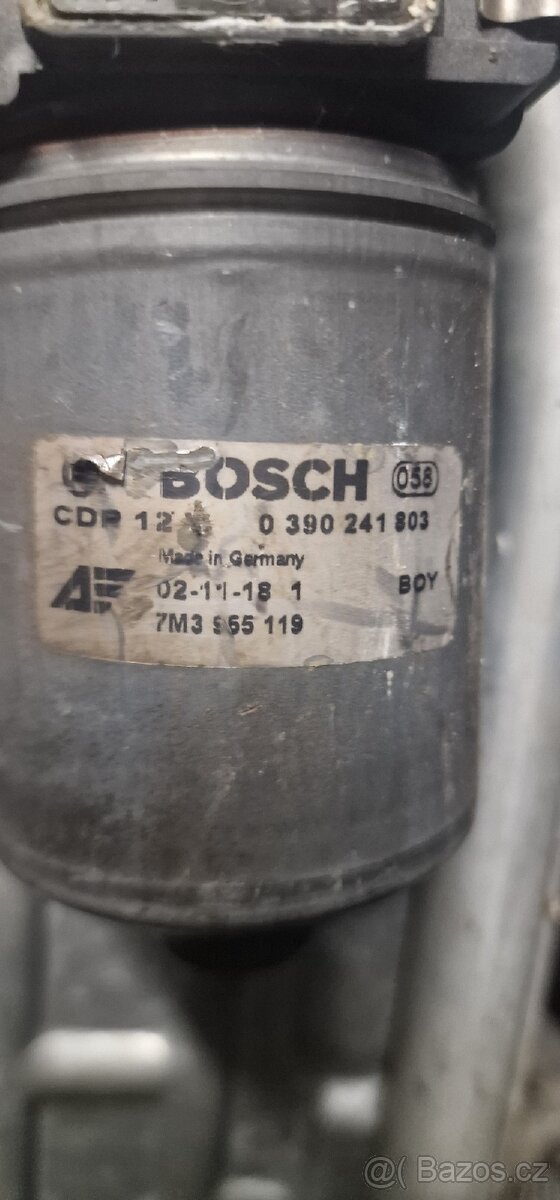 BOSCH 058
CDP 12 0 390 241 803
Made in Germany
02-11-18 1 BOY
7M3 965 119
Bazos.cz